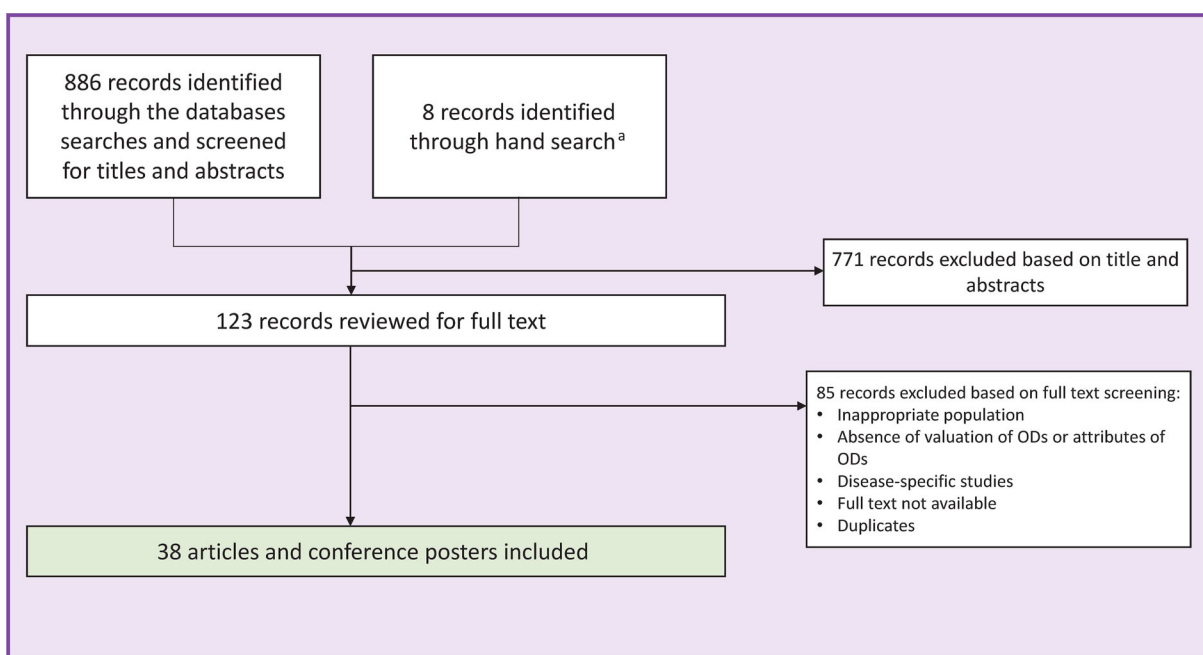 886 records identified
through the databases
searches and screened
for titles and abstracts
8 records identified
through hand searchᵃ
771 records excluded based on title and
abstracts
123 records reviewed for full text
85 records excluded based on full text screening:
• Inappropriate population
• Absence of valuation of ODs or attributes of
ODs
• Disease-specific studies
• Full text not available
• Duplicates
38 articles and conference posters included